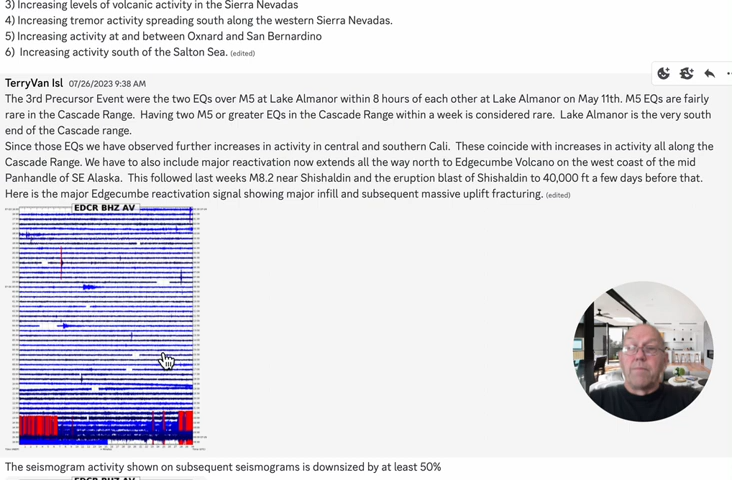 3) Increasing levels of volcanic activity in the Sierra Nevadas
4) Increasing tremor activity spreading south along the western Sierra Nevadas.
5) Increasing activity at and between Oxnard and San Bernardino
6)  Increasing activity south of the Salton Sea. (edited)
TerryVan Isl 07/26/2023 9:38 AM
The 3rd Precursor Event were the two EQs over M5 at Lake Almanor within 8 hours of each other at Lake Almanor on May 11th. M5 EQs are fairly
rare in the Cascade Range.  Having two M5 or greater EQs in the Cascade Range within a week is considered rare.  Lake Almanor is the very south
end of the Cascade range.
Since those EQs we have observed further increases in activity in central and southern Cali.  These coincide with increases in activity all along the
Cascade Range. We have to also include major reactivation now extends all the way north to Edgecumbe Volcano on the west coast of the mid
Panhandle of SE Alaska.  This followed last weeks M8.2 near Shishaldin and the eruption blast of Shishaldin to 40,000 ft a few days before that.
Here is the major Edgecumbe reactivation signal showing major infill and subsequent massive uplift fracturing. (edited)
EDCR BHZ AV
The seismogram activity shown on subsequent seismograms is downsized by at least 50%
EDCR BHZ AV